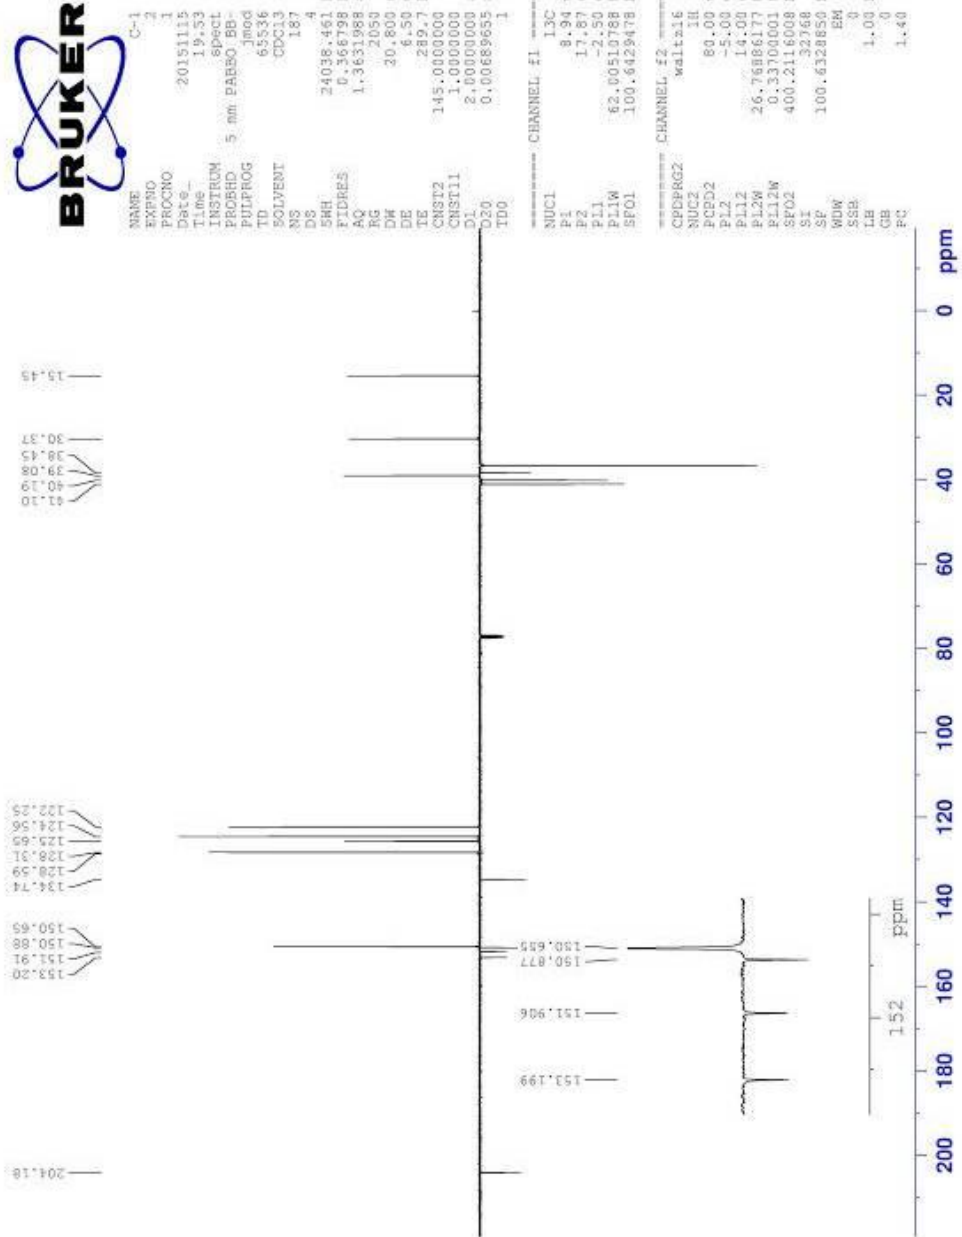 BRUKER
NAME C-1
EXPNO 2
PROCNO 1
Date_ 20151115
Time 19.53
INSTRUM spect
PROBHD 5 mm PABBO BB-
PULPROG jmod
TD 65536
SOLVENT CDCl3
NS 187
DS 4
SWH 24038.461
FIDRES 0.366798
AQ 1.3631988
RG 2050
DW 20.800
DE 6.50
TE 289.7
CNST2 145.0000000
CNST11 1.0000000
D1 2.00000000
D20 0.00689655
TD0 1
======== CHANNEL f1 =====
NUC1 13C
P1 8.94
P2 17.87
PL1 -2.50
PL1W 62.00510788
SFO1 100.6429478
======== CHANNEL f2 =====
CPDPRG2 waltz16
NUC2 1H
PCPD2 80.00
PL2 -5.00
PL12 14.00
PL2W 26.76886177
PL12W 0.33700001
SFO2 400.2116008
SI 32768
SF 100.6328850
WDW EM
SSB 0
LB 1.00
GB 0
PC 1.40
204.18
153.20
151.91
150.88
150.65
134.74
128.59
128.31
125.65
124.56
122.25
41.10
40.19
39.08
38.45
30.37
15.45
153.199
151.906
150.877
150.655
152 ppm
200 180 160 140 120 100 80 60 40 20 0 ppm